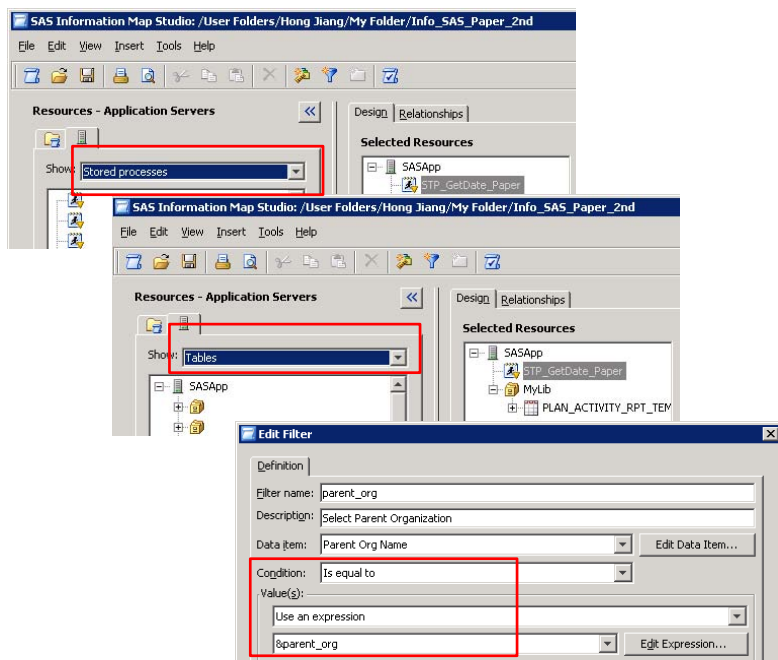 SAS Information Map Studio: /User Folders/Hong Jiang/My Folder/Info_SAS_Paper_2nd
File Edit View Insert Tools Help
Resources - Application Servers
Design Relationships
Selected Resources
Show: Stored processes
SASApp
STP_GetDate_Paper
SAS Information Map Studio: /User Folders/Hong Jiang/My Folder/Info_SAS_Paper_2nd
File Edit View Insert Tools Help
Resources - Application Servers
Design Relationships
Selected Resources
Show: Tables
SASApp
SASApp
STP_GetDate_Paper
MyLib
PLAN_ACTIVITY_RPT_TEM
Edit Filter
Definition
Filter name: parent_org
Description: Select Parent Organization
Data item: Parent Org Name Edit Data Item...
Condition: Is equal to
Value(s):
Use an expression
&parent_org Edit Expression...